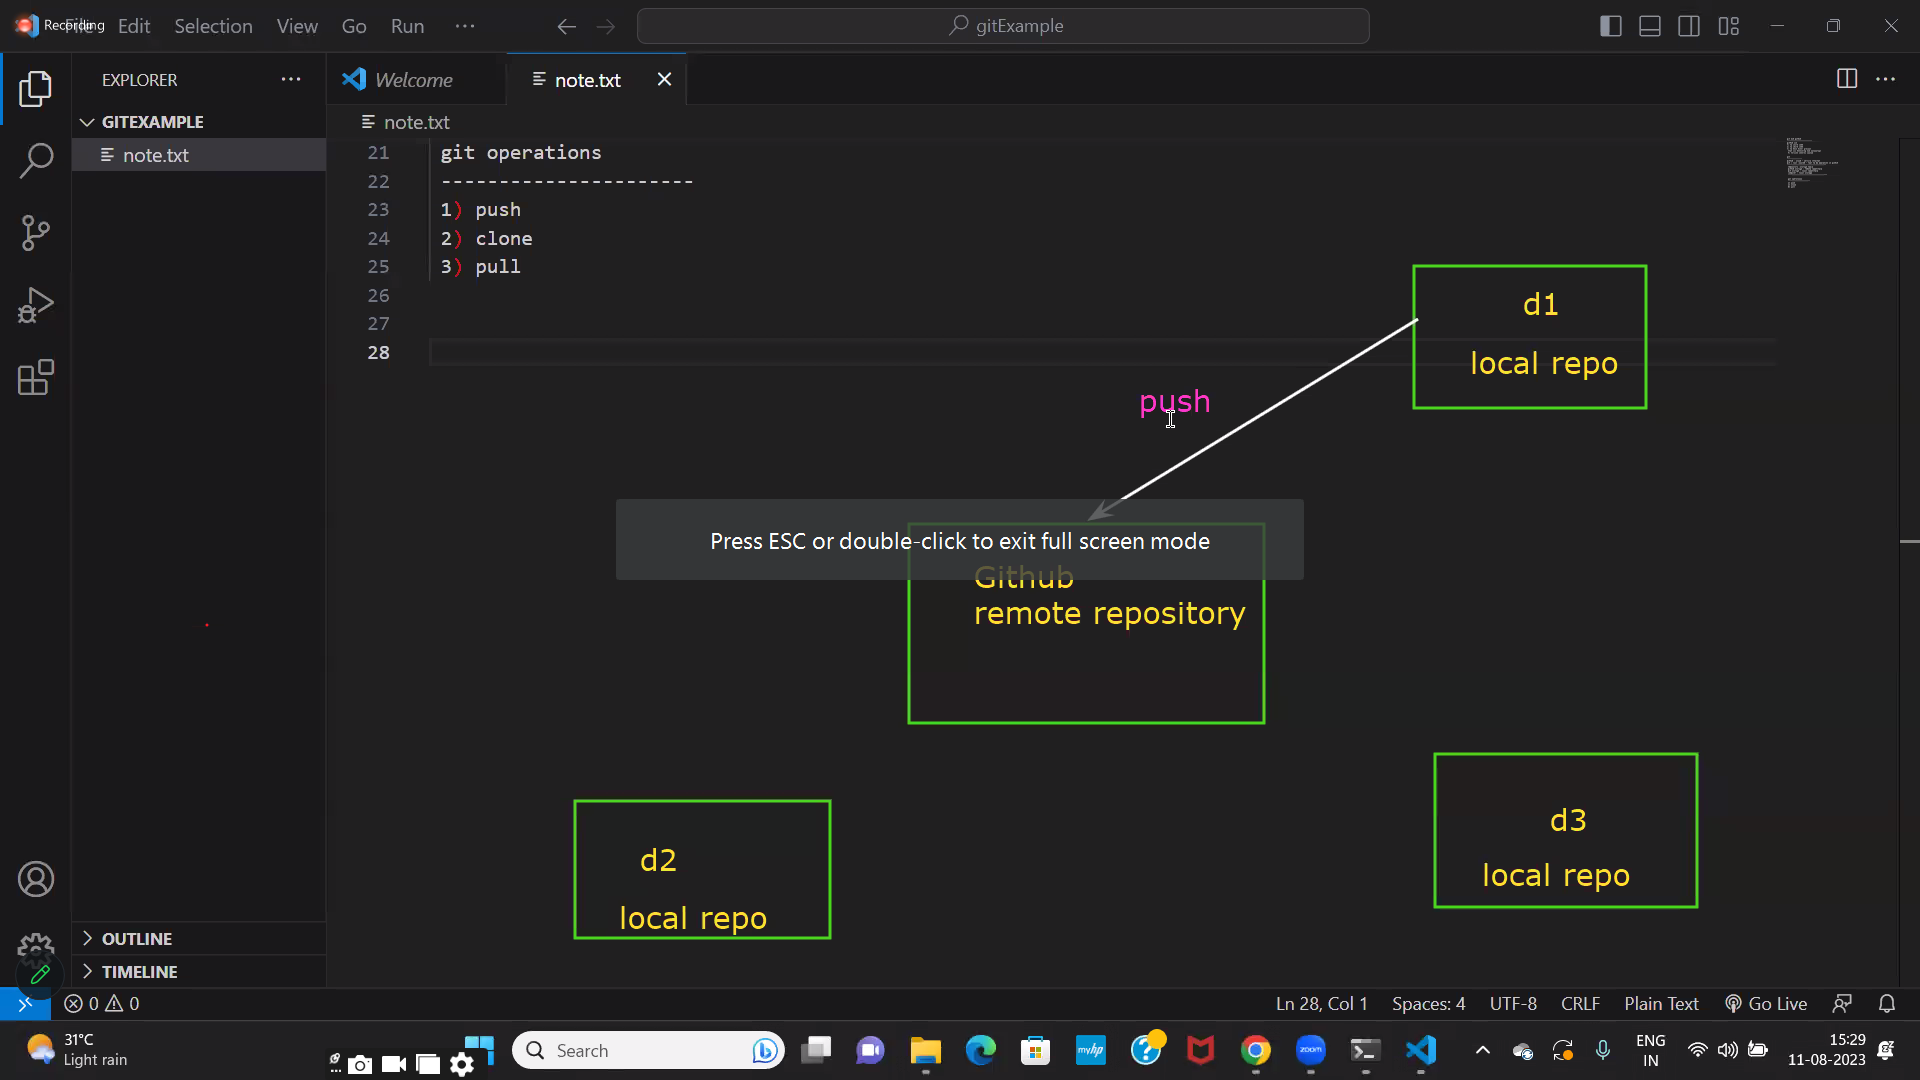 Recording
File Edit Selection View Go Run ···
gitExample
EXPLORER
Welcome
note.txt
GITEXAMPLE
note.txt
note.txt
21 git operations
22 ----------------------
23 1) push
24 2) clone
25 3) pull
26
27
28
d1
local repo
push
Press ESC or double-click to exit full screen mode
Github
remote repository
d2
local repo
d3
local repo
OUTLINE
TIMELINE
0 0
Ln 28, Col 1 Spaces: 4 UTF-8 CRLF Plain Text Go Live
31°C
Light rain
Search
myhp
zoom
ENG
IN
15:29
11-08-2023